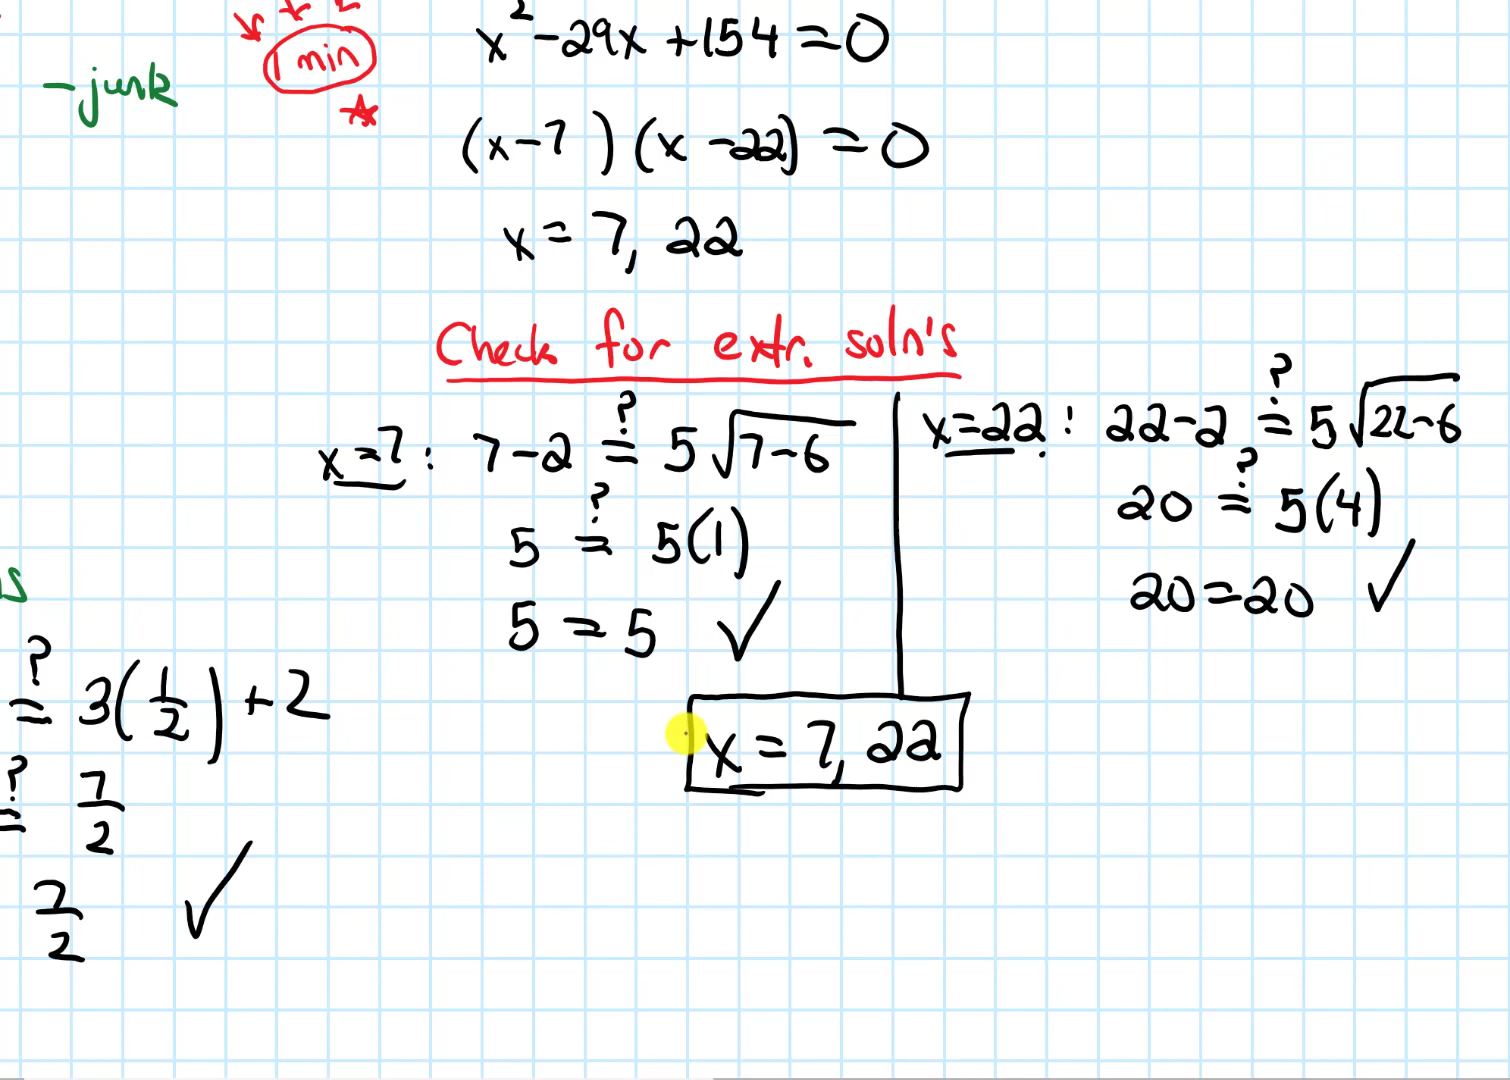 x² - 29x + 154 = 0
1 min
- junk
(x - 7)(x - 22) = 0
x = 7, 22
Check for extr. soln's
x = 7 : 7 - 2 ≟ 5√(7 - 6)
5 ≟ 5(1)
5 = 5 ✓
x = 22 : 22 - 2 ≟ 5√(22 - 6)
20 ≟ 5(4)
20 = 20 ✓
x = 7, 22
≟ 3(1/2) + 2
≟ 7/2
7/2 ✓